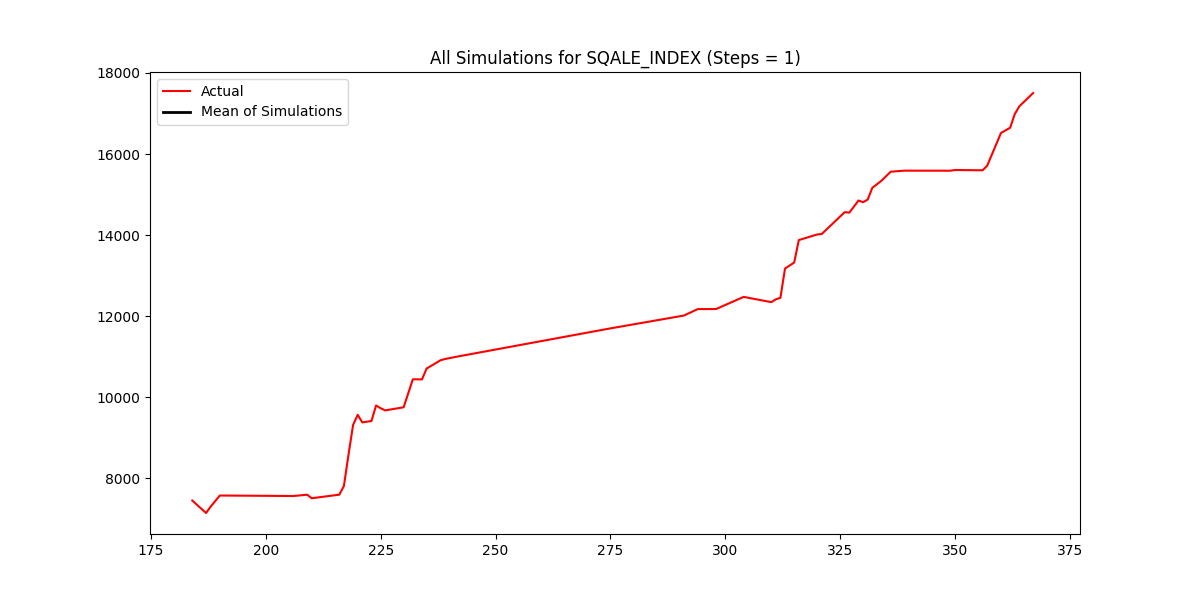 All Simulations for SQALE_INDEX (Steps = 1)
Actual
Mean of Simulations
18000
16000
14000
12000
10000
8000
175 200 225 250 275 300 325 350 375